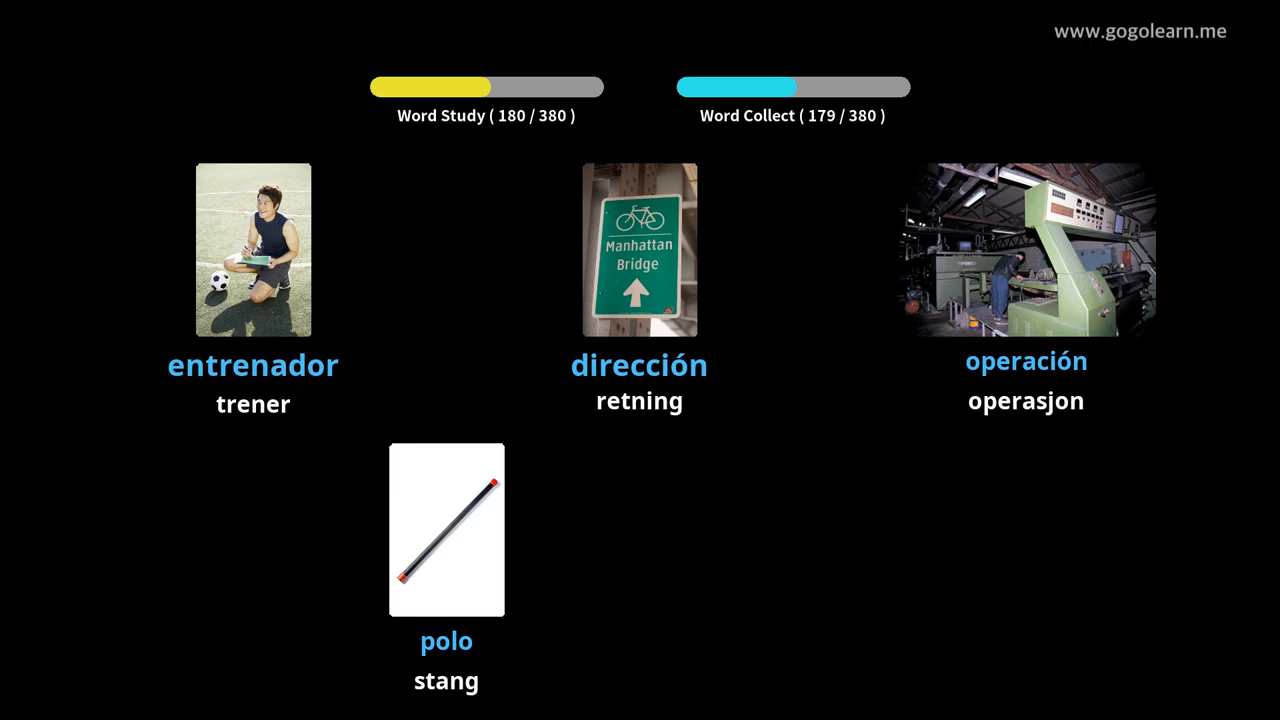 www.gogolearn.me
Word Study ( 180 / 380 )
Word Collect ( 179 / 380 )
Manhattan
Bridge
entrenador
trener
dirección
retning
operación
operasjon
polo
stang